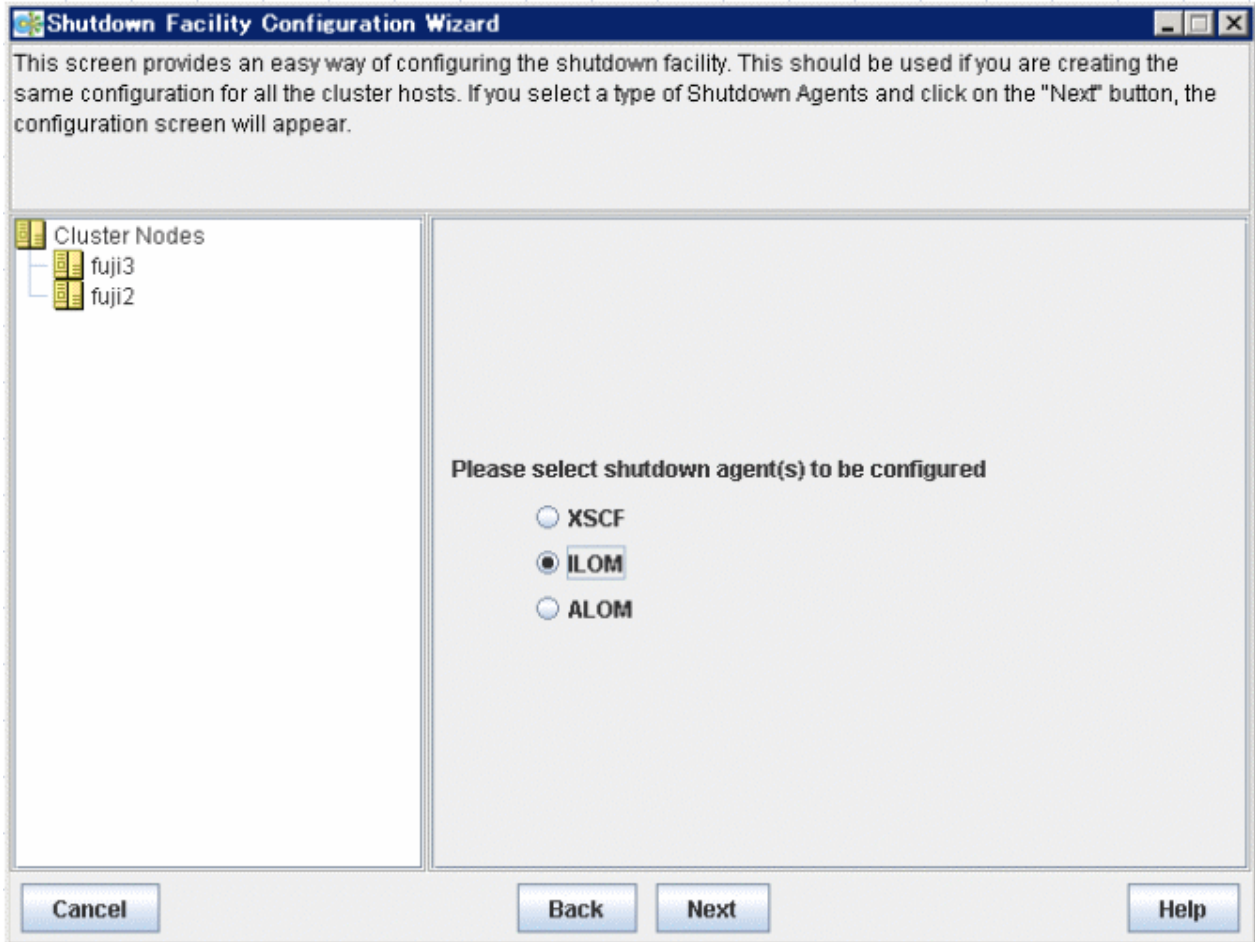 Shutdown Facility Configuration Wizard
This screen provides an easy way of configuring the shutdown facility. This should be used if you are creating the
same configuration for all the cluster hosts. If you select a type of Shutdown Agents and click on the "Next" button, the
configuration screen will appear.
Cluster Nodes
fuji3
fuji2
Please select shutdown agent(s) to be configured
XSCF
ILOM
ALOM
Cancel
Back
Next
Help